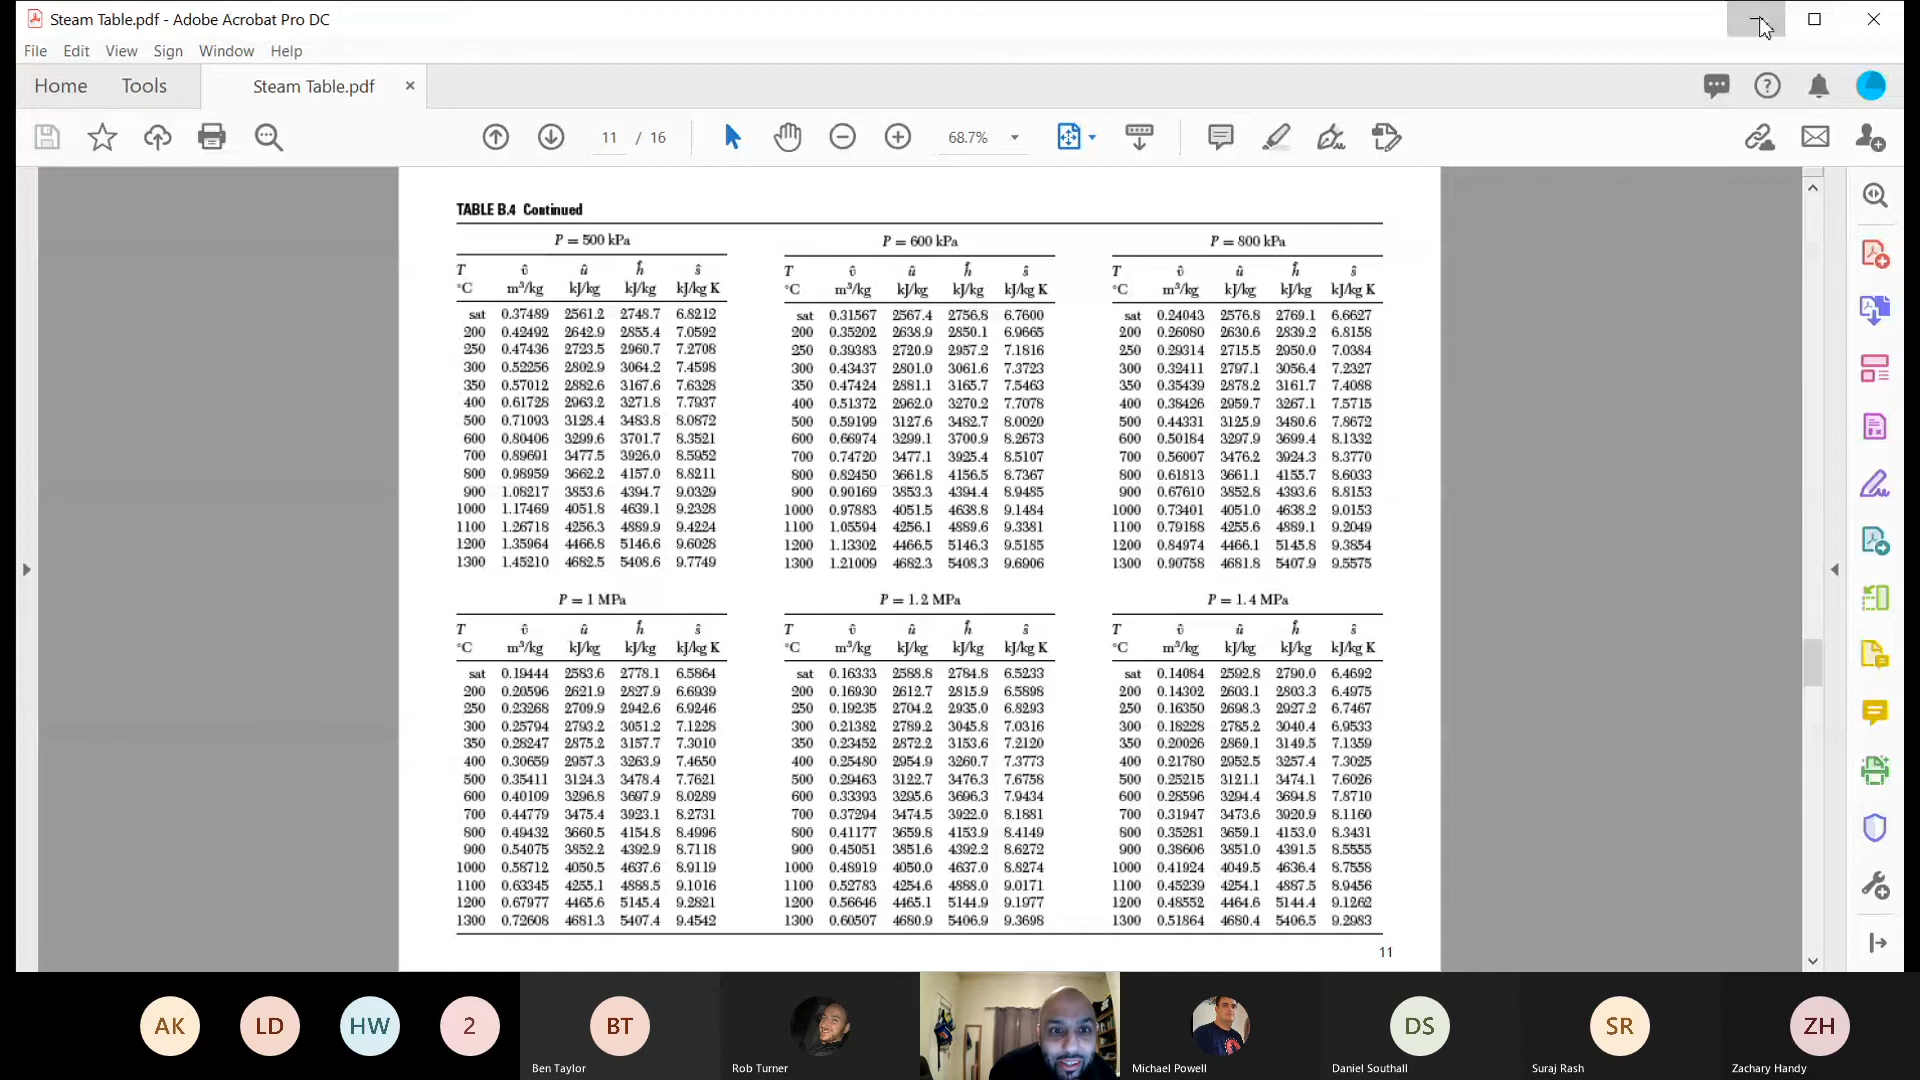 Steam Table.pdf - Adobe Acrobat Pro DC
File Edit View Sign Window Help
Home Tools Steam Table.pdf ×
11 / 16 68.7%
TABLE B.4 Continued
P = 500 kPa P = 600 kPa P = 800 kPa
T v̂ û ĥ ŝ T v̂ û ĥ ŝ T v̂ û ĥ ŝ
°C m³/kg kJ/kg kJ/kg kJ/kg K °C m³/kg kJ/kg kJ/kg kJ/kg K °C m³/kg kJ/kg kJ/kg kJ/kg K
sat 0.37489 2561.2 2748.7 6.8212 sat 0.31567 2567.4 2756.8 6.7600 sat 0.24043 2576.8 2769.1 6.6627
200 0.42492 2642.9 2855.4 7.0592 200 0.35202 2638.9 2850.1 6.9665 200 0.26080 2630.6 2839.2 6.8158
250 0.47436 2723.5 2960.7 7.2708 250 0.39383 2720.9 2957.2 7.1816 250 0.29314 2715.5 2950.0 7.0384
300 0.52256 2802.9 3064.2 7.4598 300 0.43437 2801.0 3061.6 7.3723 300 0.32411 2797.1 3056.4 7.2327
350 0.57012 2882.6 3167.6 7.6328 350 0.47424 2881.1 3165.7 7.5463 350 0.35439 2878.2 3161.7 7.4088
400 0.61728 2963.2 3271.8 7.7937 400 0.51372 2962.0 3270.2 7.7078 400 0.38426 2959.7 3267.1 7.5715
500 0.71093 3128.4 3483.8 8.0872 500 0.59199 3127.6 3482.7 8.0020 500 0.44331 3125.9 3480.6 7.8672
600 0.80406 3299.6 3701.7 8.3521 600 0.66974 3299.1 3700.9 8.2673 600 0.50184 3297.9 3699.4 8.1332
700 0.89691 3477.5 3926.0 8.5952 700 0.74720 3477.1 3925.4 8.5107 700 0.56007 3476.2 3924.3 8.3770
800 0.98959 3662.2 4157.0 8.8211 800 0.82450 3661.8 4156.5 8.7367 800 0.61813 3661.1 4155.7 8.6033
900 1.08217 3853.6 4394.7 9.0329 900 0.90169 3853.3 4394.4 8.9485 900 0.67610 3852.8 4393.6 8.8153
1000 1.17469 4051.8 4639.1 9.2328 1000 0.97883 4051.5 4638.8 9.1484 1000 0.73401 4051.0 4638.2 9.0153
1100 1.26718 4256.3 4889.9 9.4224 1100 1.05594 4256.1 4889.6 9.3381 1100 0.79188 4255.6 4889.1 9.2049
1200 1.35964 4466.8 5146.6 9.6028 1200 1.13302 4466.5 5146.3 9.5185 1200 0.84974 4466.1 5145.8 9.3854
1300 1.45210 4682.5 5408.6 9.7749 1300 1.21009 4682.3 5408.3 9.6906 1300 0.90758 4681.8 5407.9 9.5575
P = 1 MPa P = 1.2 MPa P = 1.4 MPa
T v̂ û ĥ ŝ T v̂ û ĥ ŝ T v̂ û ĥ ŝ
°C m³/kg kJ/kg kJ/kg kJ/kg K °C m³/kg kJ/kg kJ/kg kJ/kg K °C m³/kg kJ/kg kJ/kg kJ/kg K
sat 0.19444 2583.6 2778.1 6.5864 sat 0.16333 2588.8 2784.8 6.5233 sat 0.14084 2592.8 2790.0 6.4692
200 0.20596 2621.9 2827.9 6.6939 200 0.16930 2612.7 2815.9 6.5898 200 0.14302 2603.1 2803.3 6.4975
250 0.23268 2709.9 2942.6 6.9246 250 0.19235 2704.2 2935.0 6.8293 250 0.16350 2698.3 2927.2 6.7467
300 0.25794 2793.2 3051.2 7.1228 300 0.21382 2789.2 3045.8 7.0316 300 0.18228 2785.2 3040.4 6.9533
350 0.28247 2875.2 3157.7 7.3010 350 0.23452 2872.2 3153.6 7.2120 350 0.20026 2869.1 3149.5 7.1359
400 0.30659 2957.3 3263.9 7.4650 400 0.25480 2954.9 3260.7 7.3773 400 0.21780 2952.5 3257.4 7.3025
500 0.35411 3124.3 3478.4 7.7621 500 0.29463 3122.7 3476.3 7.6758 500 0.25215 3121.1 3474.1 7.6026
600 0.40109 3296.8 3697.9 8.0289 600 0.33393 3295.6 3696.3 7.9434 600 0.28596 3294.4 3694.8 7.8710
700 0.44779 3475.4 3923.1 8.2731 700 0.37294 3474.5 3922.0 8.1881 700 0.31947 3473.6 3920.9 8.1160
800 0.49432 3660.5 4154.8 8.4996 800 0.41177 3659.8 4153.9 8.4149 800 0.35281 3659.1 4153.0 8.3431
900 0.54075 3852.2 4392.9 8.7118 900 0.45051 3851.6 4392.2 8.6272 900 0.38606 3851.0 4391.5 8.5555
1000 0.58712 4050.5 4637.6 8.9119 1000 0.48919 4050.0 4637.0 8.8274 1000 0.41924 4049.5 4636.4 8.7558
1100 0.63345 4255.1 4888.5 9.1016 1100 0.52783 4254.6 4888.0 9.0171 1100 0.45239 4254.1 4887.5 8.9456
1200 0.67977 4465.6 5145.4 9.2821 1200 0.56646 4465.1 5144.9 9.1977 1200 0.48552 4464.6 5144.4 9.1262
1300 0.72608 4681.3 5407.4 9.4542 1300 0.60507 4680.9 5406.9 9.3698 1300 0.51864 4680.4 5406.5 9.2983
11
AK LD HW 2 BT DS SR ZH
Ben Taylor Rob Turner Michael Powell Daniel Southall Suraj Rash Zachary Handy